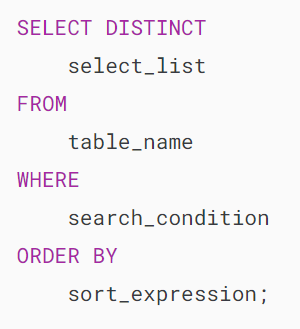 SELECT DISTINCT
select_list
FROM
table_name
WHERE
search_condition
ORDER BY
sort_expression;